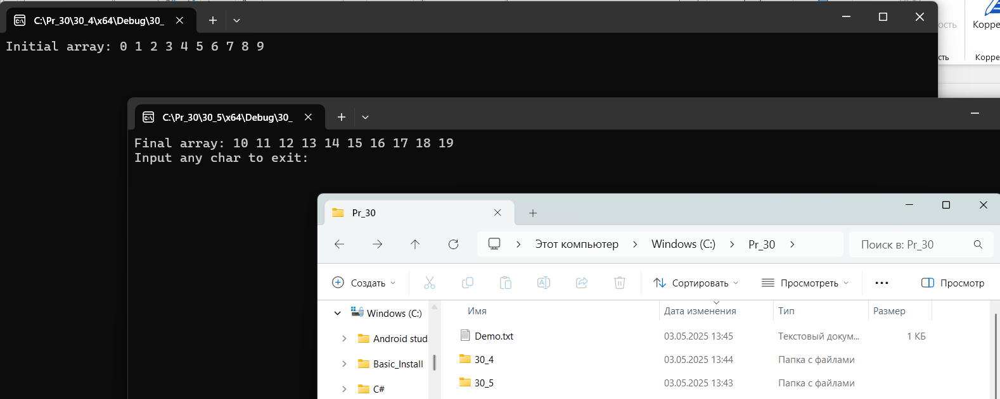 C:\Pr_30\30_4\x64\Debug\30_
Initial array: 0 1 2 3 4 5 6 7 8 9
ость
Корре
сть
Корре
C:\Pr_30\30_5\x64\Debug\30_
Final array: 10 11 12 13 14 15 16 17 18 19
Input any char to exit:
Pr_30
Этот компьютер
Windows (C:)
Pr_30
Поиск в: Pr_30
Создать
Сортировать
Просмотреть
Просмотр
Windows (C:)
Android stud
Basic_Install
C#
Имя Дата изменения Тип Размер
Demo.txt 03.05.2025 13:45 Текстовый докум... 1 КБ
30_4 03.05.2025 13:44 Папка с файлами
30_5 03.05.2025 13:43 Папка с файлами